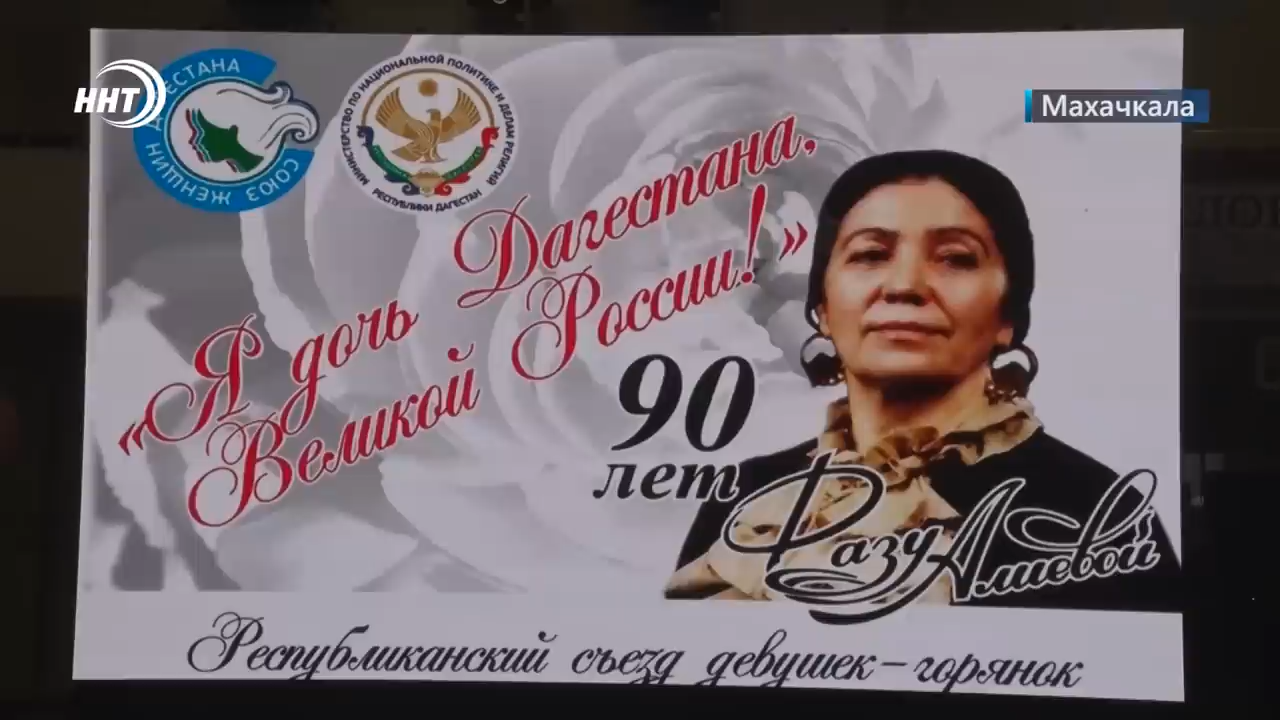 ННТ
Махачкала
СОЮЗ ЖЕНЩИН ДАГЕСТАНА
МИНИСТЕРСТВО ПО НАЦИОНАЛЬНОЙ ПОЛИТИКЕ И ДЕЛАМ РЕЛИГИЙ
РЕСПУБЛИКИ ДАГЕСТАН
«Я дочь Дагестана,
Великой России!»
90
лет
Фазу Алиевой
Республиканский съезд девушек-горянок